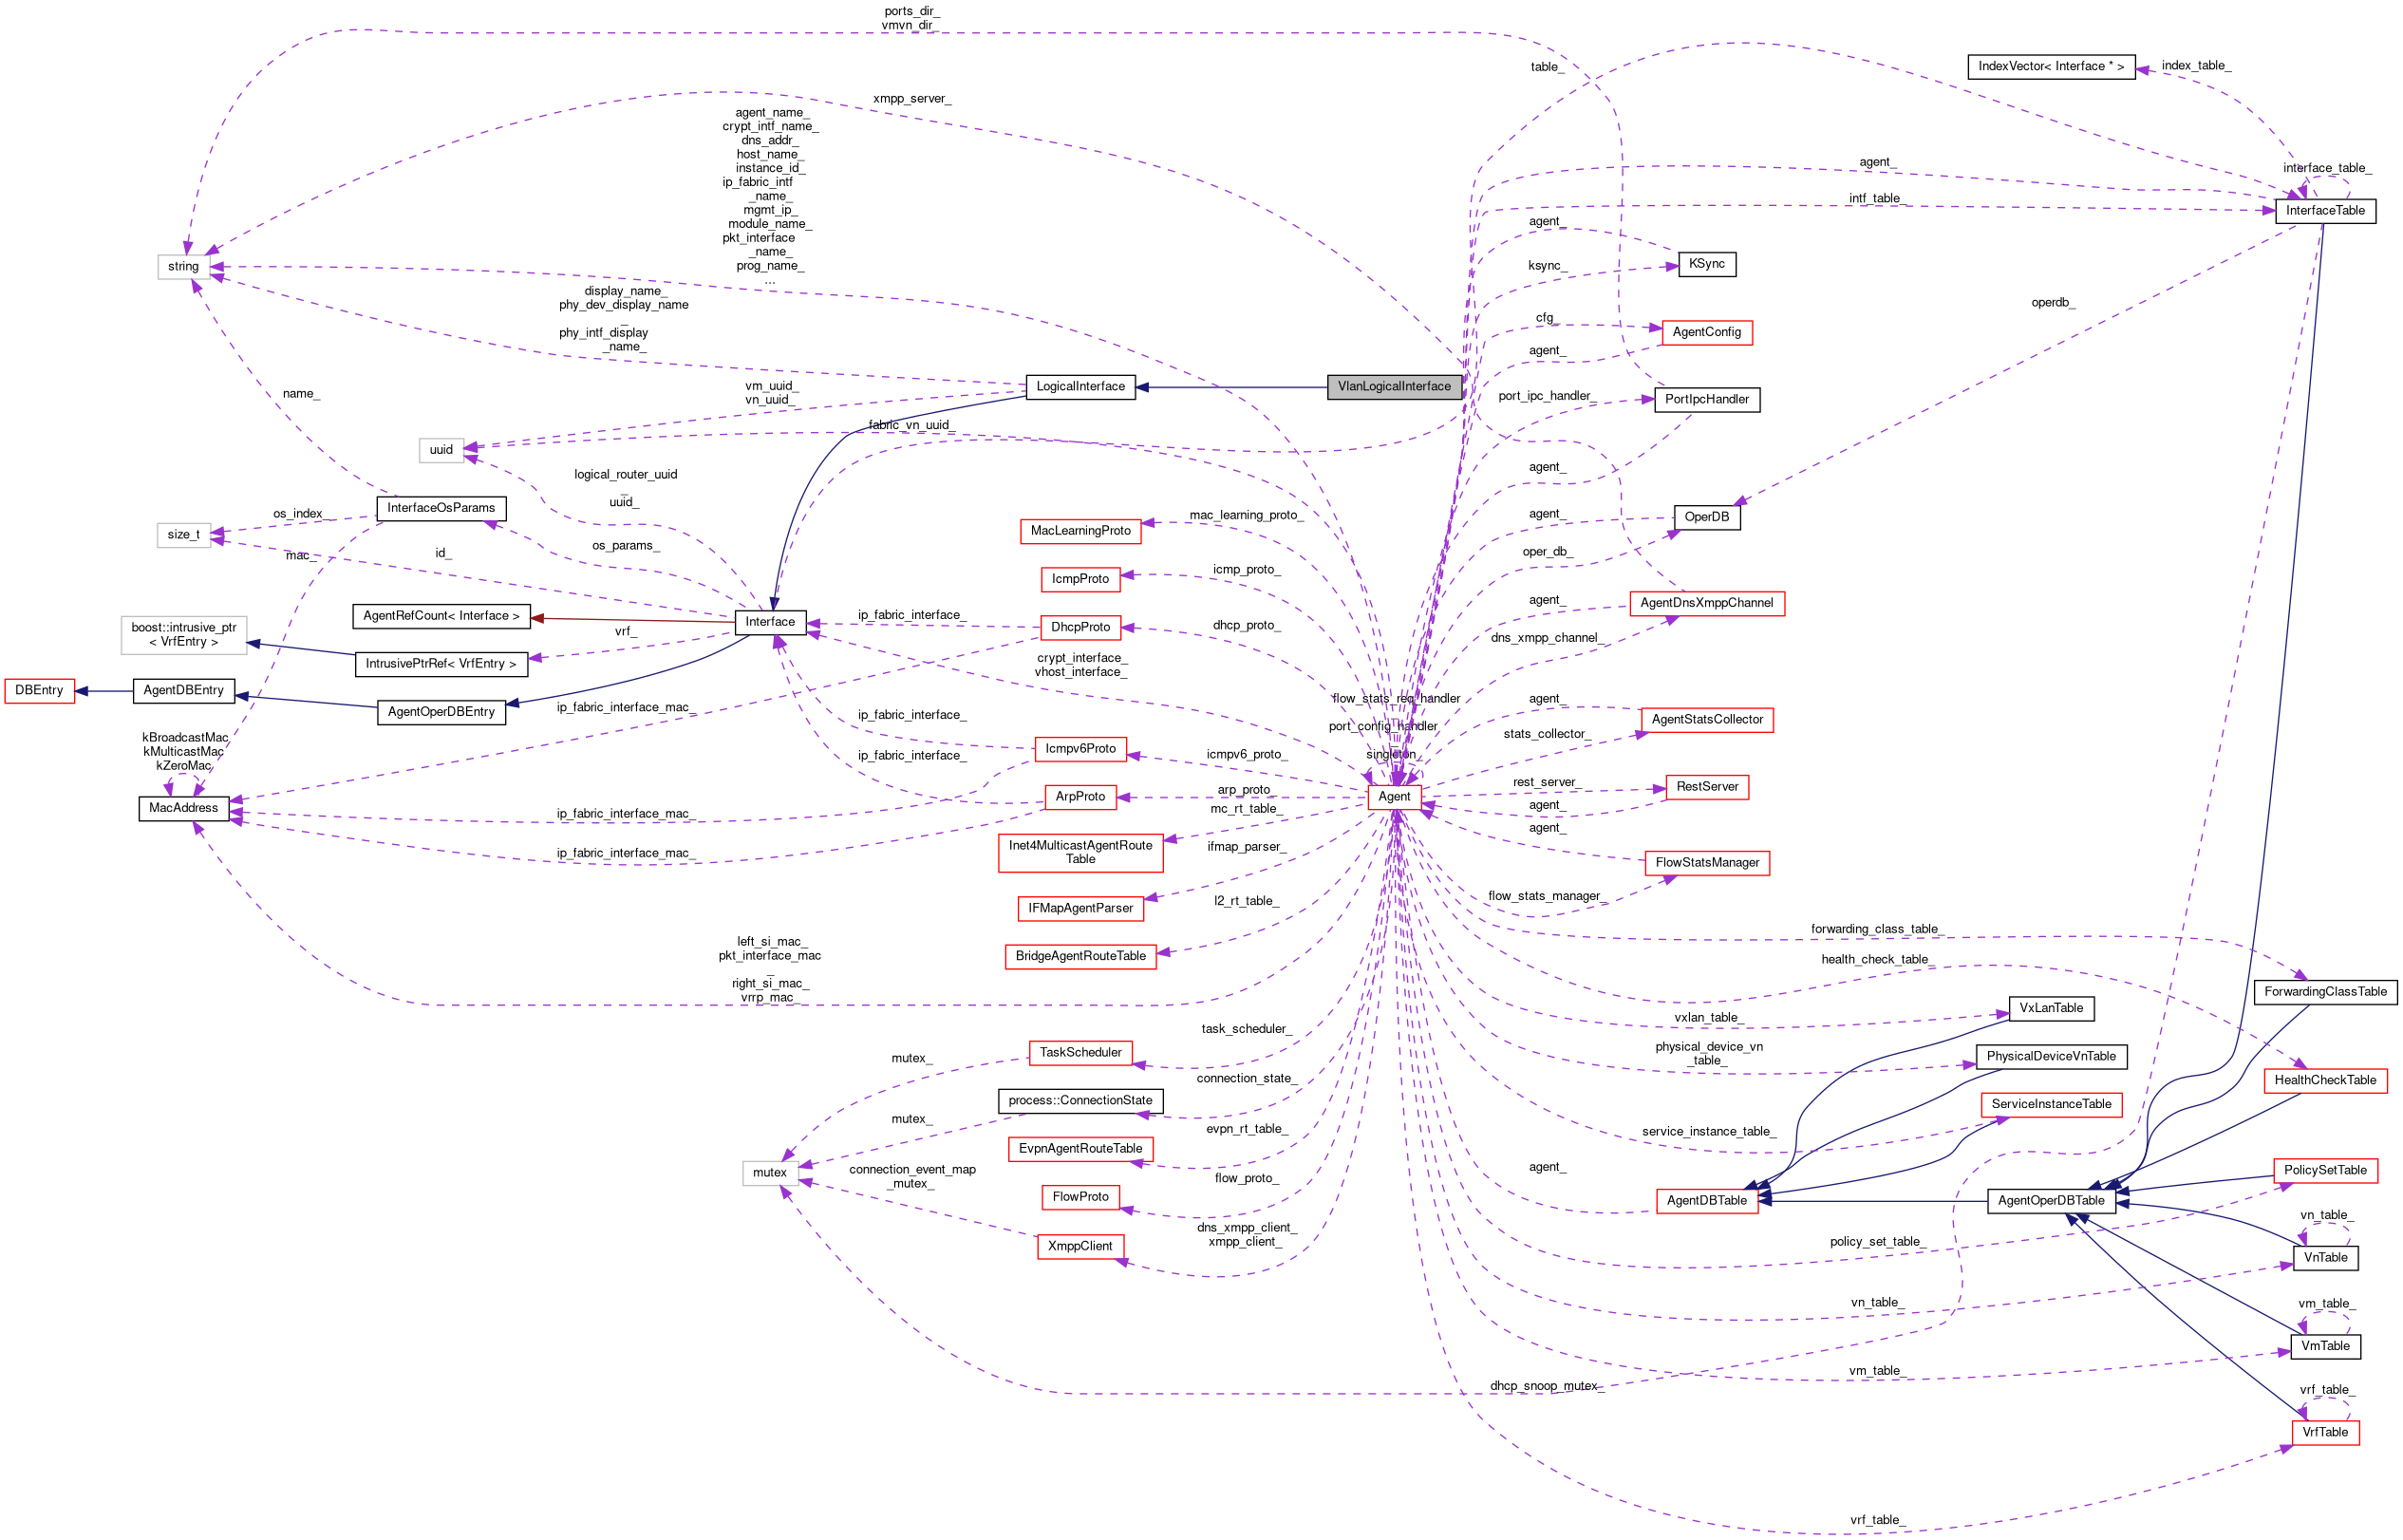 ports_dir_
vmvn_dir_
table_
IndexVector< Interface * >
index_table_
xmpp_server_
agent_name_
crypt_intf_name_
dns_addr_
host_name_
instance_id_
ip_fabric_intf
_name_
mgmt_ip_
module_name_
pkt_interface
_name_
prog_name_
...
agent_
interface_table_
intf_table_
InterfaceTable
agent_
string
ksync_
KSync
display_name_
phy_dev_display_name
_
phy_intf_display
_name_
operdb_
cfg_
AgentConfig
agent_
name_
vm_uuid_
vn_uuid_
LogicalInterface
VlanLogicalInterface
port_ipc_handler_
PortIpcHandler
fabric_vn_uuid_
uuid
logical_router_uuid
_
uuid_
agent_
InterfaceOsParams
os_index_
size_t
mac_learning_proto_
MacLearningProto
agent_
OperDB
id_
mac_
os_params_
oper_db_
icmp_proto_
IcmpProto
AgentRefCount< Interface >
Interface
ip_fabric_interface_
DhcpProto
dhcp_proto_
agent_
AgentDnsXmppChannel
boost::intrusive_ptr
< VrfEntry >
vrf_
IntrusivePtrRef< VrfEntry >
dns_xmpp_channel_
crypt_interface_
vhost_interface_
DBEntry
AgentDBEntry
AgentOperDBEntry
ip_fabric_interface_mac_
ip_fabric_interface_
flow_stats_req_handler
_
port_config_handler
_
singleton_
agent_
AgentStatsCollector
stats_collector_
kBroadcastMac
kMulticastMac
kZeroMac
Icmpv6Proto
icmpv6_proto_
ip_fabric_interface_
MacAddress
ArpProto
arp_proto_
Agent
rest_server_
RestServer
agent_
ip_fabric_interface_mac_
mc_rt_table_
agent_
Inet4MulticastAgentRoute
Table
ip_fabric_interface_mac_
ifmap_parser_
FlowStatsManager
IFMapAgentParser
l2_rt_table_
flow_stats_manager_
forwarding_class_table_
left_si_mac_
pkt_interface_mac
_
right_si_mac_
vrrp_mac_
BridgeAgentRouteTable
health_check_table_
ForwardingClassTable
VxLanTable
vxlan_table_
task_scheduler_
TaskScheduler
mutex_
physical_device_vn
_table_
PhysicalDeviceVnTable
connection_state_
process::ConnectionState
HealthCheckTable
mutex_
ServiceInstanceTable
evpn_rt_table_
EvpnAgentRouteTable
service_instance_table_
mutex
connection_event_map
_mutex_
flow_proto_
FlowProto
agent_
AgentDBTable
AgentOperDBTable
PolicySetTable
dns_xmpp_client_
xmpp_client_
XmppClient
policy_set_table_
vn_table_
VnTable
vn_table_
vm_table_
VmTable
vm_table_
dhcp_snoop_mutex_
vrf_table_
VrfTable
vrf_table_